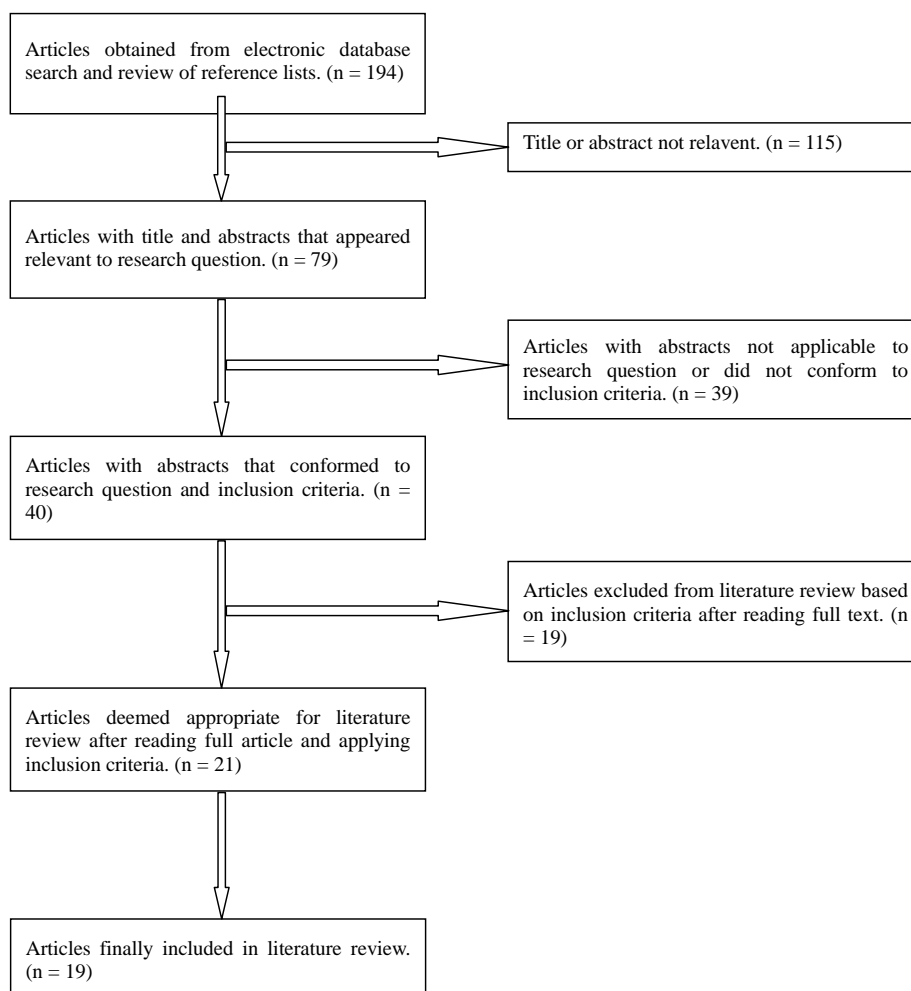 Articles obtained from electronic database
search and review of reference lists. (n = 194)
Title or abstract not relavent. (n = 115)
Articles with title and abstracts that appeared
relevant to research question. (n = 79)
Articles with abstracts not applicable to
research question or did not conform to
inclusion criteria. (n = 39)
Articles with abstracts that conformed to
research question and inclusion criteria. (n =
40)
Articles excluded from literature review based
on inclusion criteria after reading full text. (n
= 19)
Articles deemed appropriate for literature
review after reading full article and applying
inclusion criteria. (n = 21)
Articles finally included in literature review.
(n = 19)